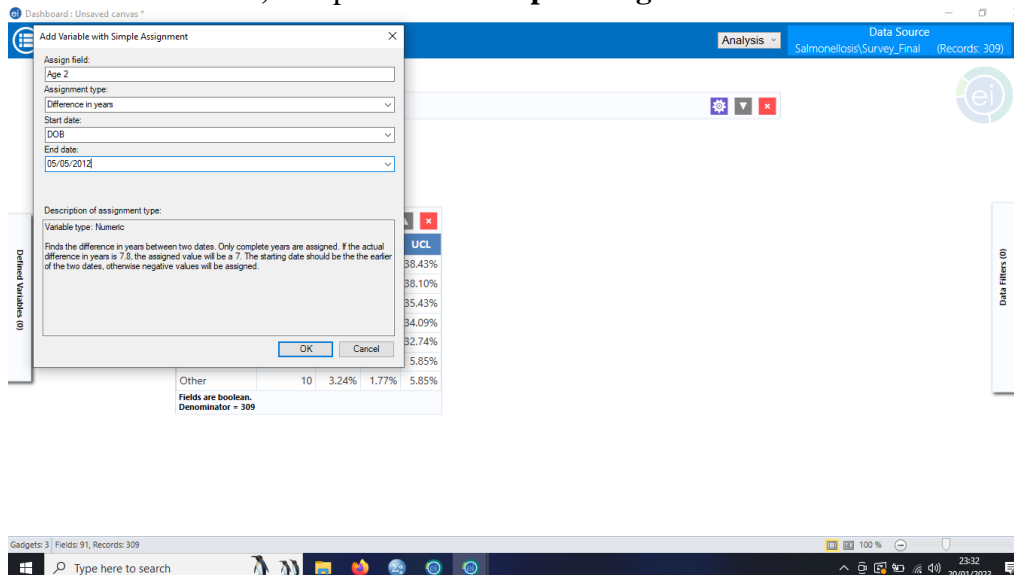 Dashboard : Unsaved canvas *
Add Variable with Simple Assignment
Assign field:
Age 2
Assignment type:
Difference in years
Start date:
DOB
End date:
05/05/2012
Description of assignment type:
Variable type: Numeric
Finds the difference in years between two dates. Only complete years are assigned. If the actual
difference in years is 7.8, the assigned value will be a 7. The starting date should be the the earlier
of the two dates, otherwise negative values will be assigned.
OK Cancel
Analysis
Data Source
Salmonellosis\Survey_Final (Records: 309)
ei
Defined Variables (0)
Data Filters (0)
UCL
38.43%
38.10%
35.43%
34.09%
32.74%
5.85%
Other 10 3.24% 1.77% 5.85%
Fields are boolean.
Denominator = 309
Gadgets: 3 Fields: 91, Records: 309
100 %
Type here to search
23:32
20/01/2023